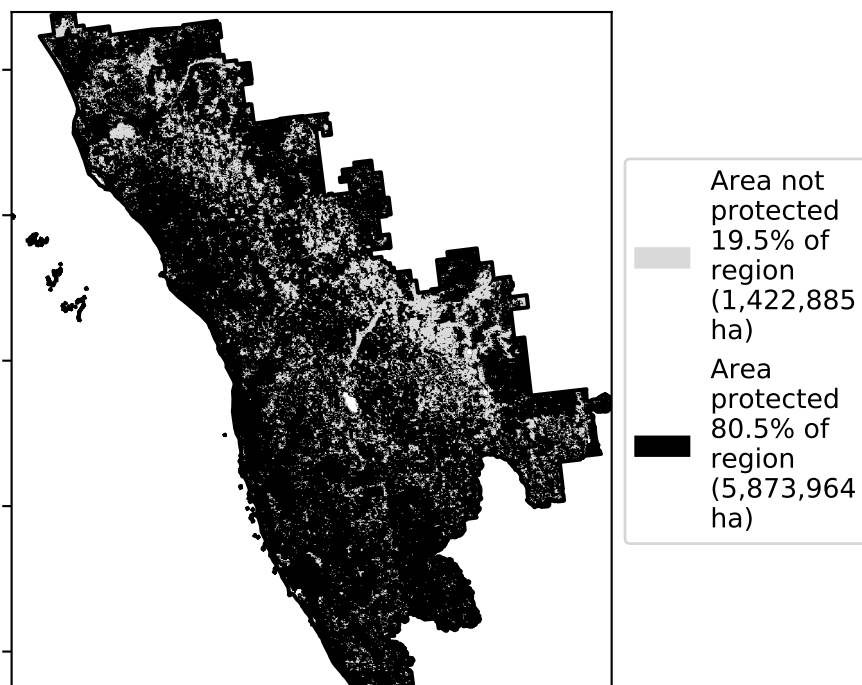 Area not
protected
19.5% of
region
(1,422,885
ha)
Area
protected
80.5% of
region
(5,873,964
ha)